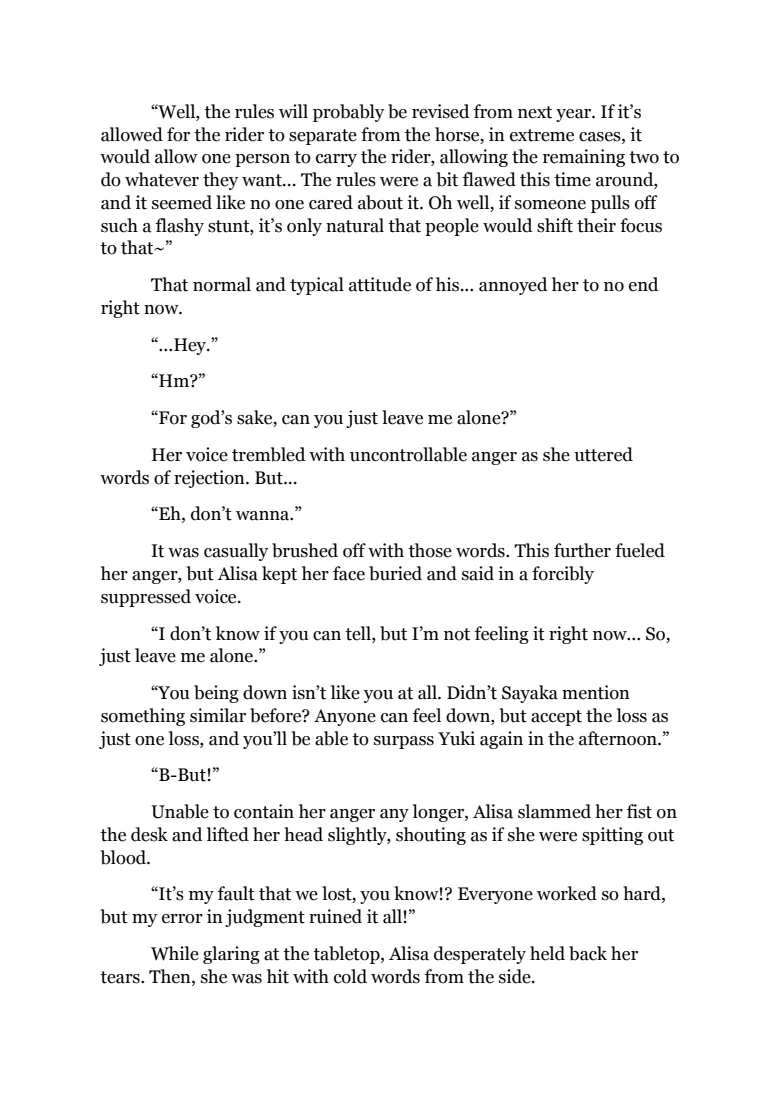 “Well, the rules will probably be revised from next year. If it’s
allowed for the rider to separate from the horse, in extreme cases, it
would allow one person to carry the rider, allowing the remaining two to
do whatever they want... The rules were a bit flawed this time around,
and it seemed like no one cared about it. Oh well, if someone pulls off
such a flashy stunt, it’s only natural that people would shift their focus
to that~”
That normal and typical attitude of his... annoyed her to no end
right now.
“...Hey.”
“Hm?”
“For god’s sake, can you just leave me alone?”
Her voice trembled with uncontrollable anger as she uttered
words of rejection. But...
“Eh, don’t wanna.”
It was casually brushed off with those words. This further fueled
her anger, but Alisa kept her face buried and said in a forcibly
suppressed voice.
“I don’t know if you can tell, but I’m not feeling it right now... So,
just leave me alone.”
“You being down isn’t like you at all. Didn’t Sayaka mention
something similar before? Anyone can feel down, but accept the loss as
just one loss, and you’ll be able to surpass Yuki again in the afternoon.”
“B-But!”
Unable to contain her anger any longer, Alisa slammed her fist on
the desk and lifted her head slightly, shouting as if she were spitting out
blood.
“It’s my fault that we lost, you know!? Everyone worked so hard,
but my error in judgment ruined it all!”
While glaring at the tabletop, Alisa desperately held back her
tears. Then, she was hit with cold words from the side.